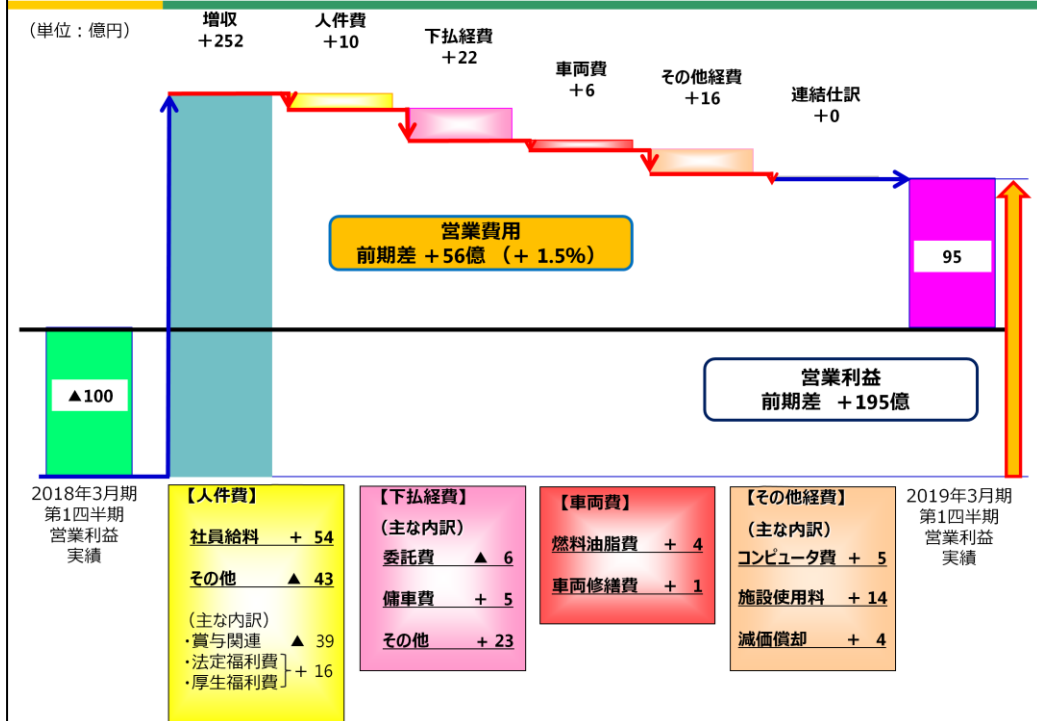 （単位：億円）
増収
+252
人件費
+10
下払経費
+22
車両費
+6
その他経費
+16
連結仕訳
+0
営業費用
前期差 +56億 （+ 1.5%）
95
▲100
営業利益
前期差 +195億
2018年3月期
第1四半期
営業利益
実績
【人件費】
社員給料 + 54
その他 ▲ 43
（主な内訳）
・賞与関連 ▲ 39
・法定福利費
・厚生福利費
+ 16
【下払経費】
（主な内訳）
委託費 ▲ 6
傭車費 + 5
その他 + 23
【車両費】
燃料油脂費 + 4
車両修繕費 + 1
【その他経費】
（主な内訳）
コンピュータ費 + 5
施設使用料 + 14
減価償却 + 4
2019年3月期
第1四半期
営業利益
実績